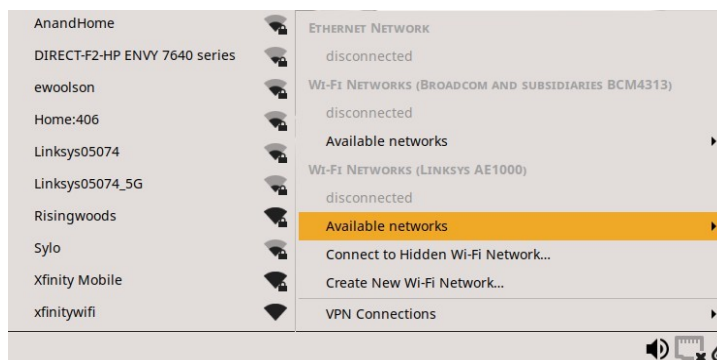 AnandHome
DIRECT-F2-HP ENVY 7640 series
ewoolson
Home:406
Linksys05074
Linksys05074_5G
Risingwoods
Sylo
Xfinity Mobile
xfinitywifi
ETHERNET NETWORK
disconnected
WI-FI NETWORKS (BROADCOM AND SUBSIDIARIES BCM4313)
disconnected
Available networks
WI-FI NETWORKS (LINKSYS AE1000)
disconnected
Available networks
Connect to Hidden Wi-Fi Network...
Create New Wi-Fi Network...
VPN Connections